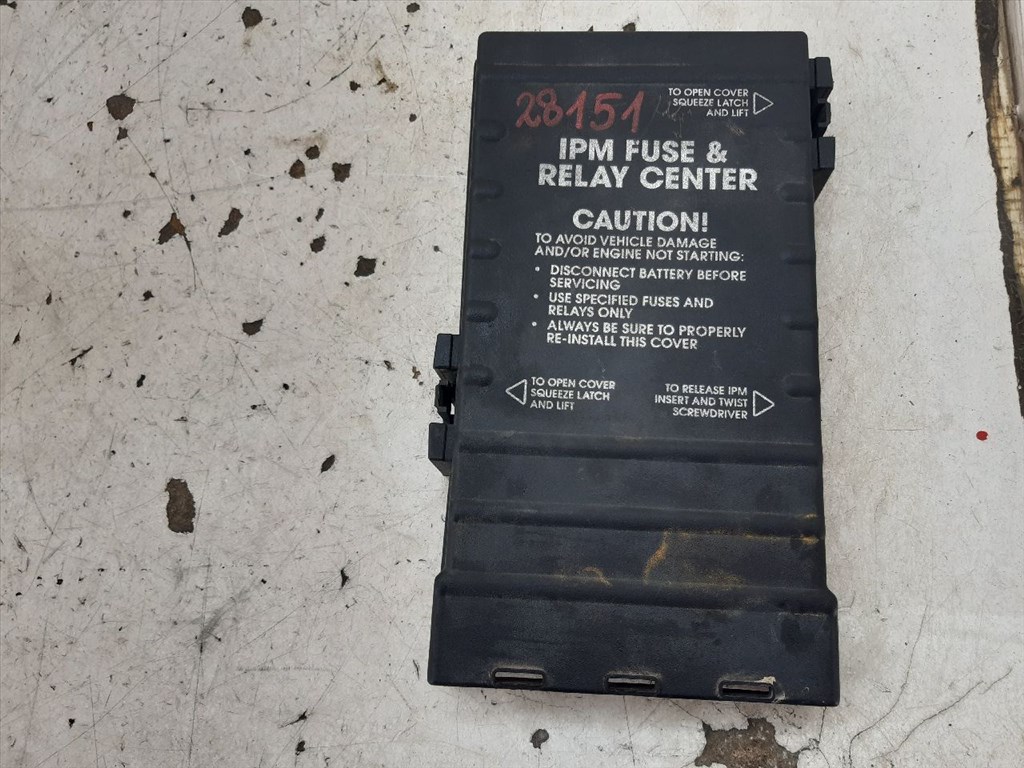 28151
TO OPEN COVER
SQUEEZE LATCH
AND LIFT
IPM FUSE &
RELAY CENTER
CAUTION!
TO AVOID VEHICLE DAMAGE
AND/OR ENGINE NOT STARTING:
• DISCONNECT BATTERY BEFORE
SERVICING
• USE SPECIFIED FUSES AND
RELAYS ONLY
• ALWAYS BE SURE TO PROPERLY
RE-INSTALL THIS COVER
TO OPEN COVER
SQUEEZE LATCH
AND LIFT
TO RELEASE IPM
INSERT AND TWIST
SCREWDRIVER